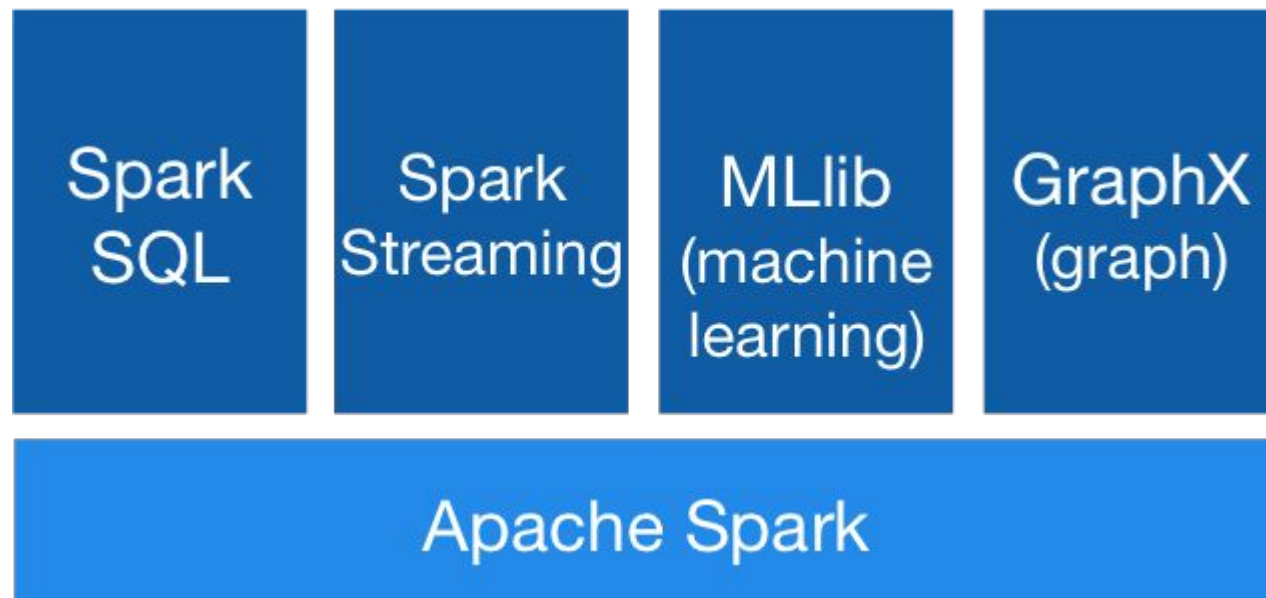 Spark
SQL
Spark
Streaming
MLlib
(machine
learning)
GraphX
(graph)
Apache Spark